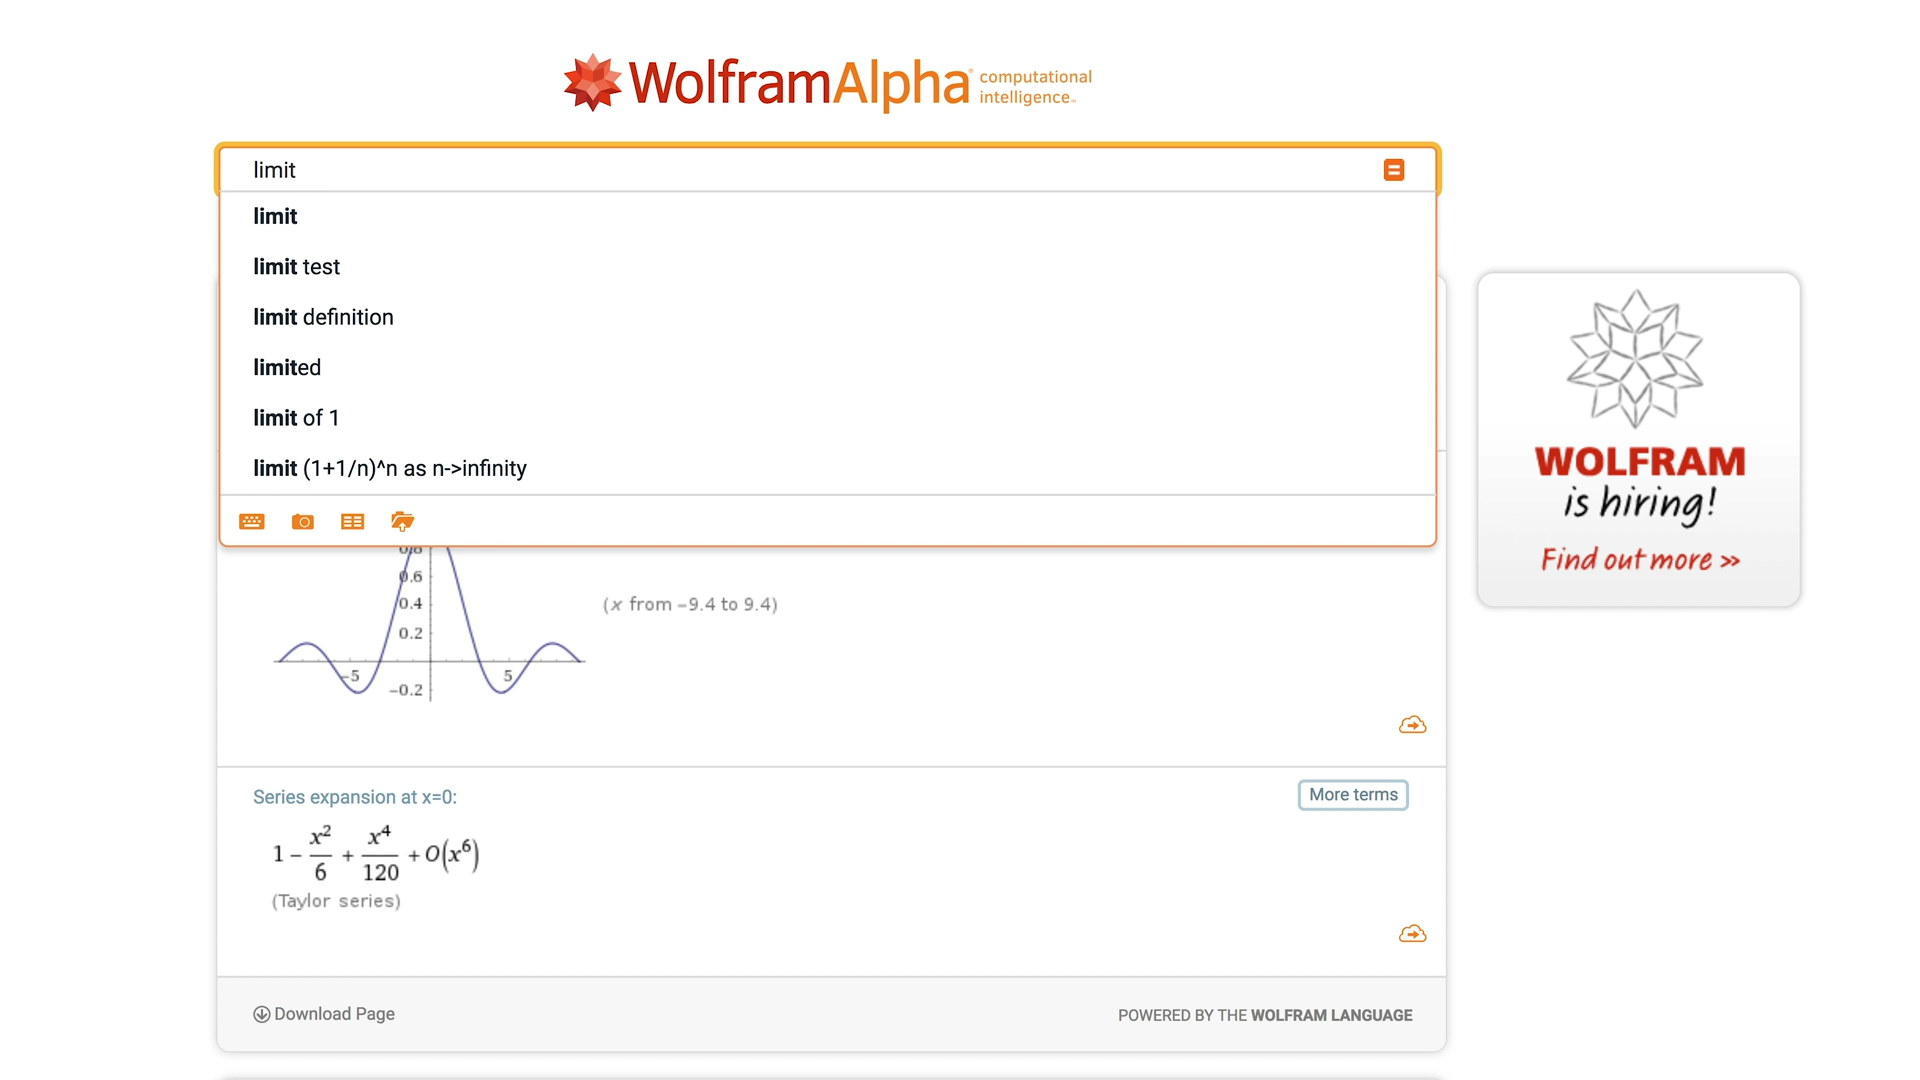 WolframAlpha computational intelligence™
limit
limit
limit test
limit definition
limited
limit of 1
limit (1+1/n)^n as n->infinity
0.8
0.6
0.4
0.2
-5
5
-0.2
(x from -9.4 to 9.4)
WOLFRAM
is hiring!
Find out more >>
Series expansion at x=0:
More terms
1 - x^2/6 + x^4/120 + O(x^6)
(Taylor series)
Download Page
POWERED BY THE WOLFRAM LANGUAGE